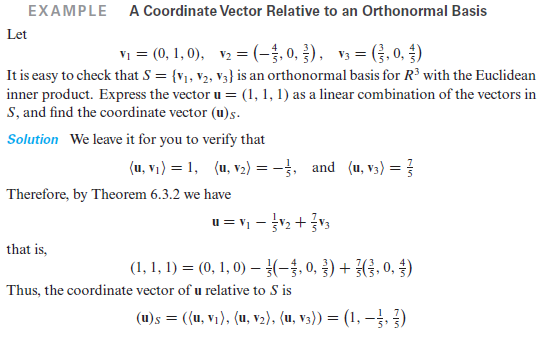 EXAMPLE A Coordinate Vector Relative to an Orthonormal Basis
Let
v₁ = (0, 1, 0), v₂ = (−4/5, 0, 3/5), v₃ = (3/5, 0, 4/5)
It is easy to check that S = {v₁, v₂, v₃} is an orthonormal basis for R³ with the Euclidean
inner product. Express the vector u = (1, 1, 1) as a linear combination of the vectors in
S, and find the coordinate vector (u)ₛ.
Solution We leave it for you to verify that
⟨u, v₁⟩ = 1, ⟨u, v₂⟩ = −1/5, and ⟨u, v₃⟩ = 7/5
Therefore, by Theorem 6.3.2 we have
u = v₁ − 1/5v₂ + 7/5v₃
that is,
(1, 1, 1) = (0, 1, 0) − 1/5(−4/5, 0, 3/5) + 7/5(3/5, 0, 4/5)
Thus, the coordinate vector of u relative to S is
(u)ₛ = (⟨u, v₁⟩, ⟨u, v₂⟩, ⟨u, v₃⟩) = (1, −1/5, 7/5)